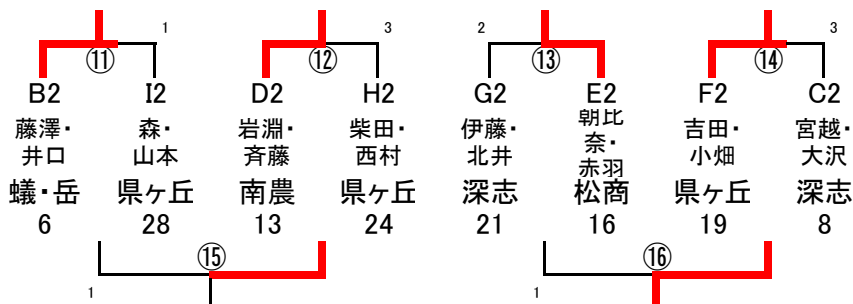 1 3 2 3
⑪ ⑫ ⑬ ⑭
B2 I2 D2 H2 G2 E2 F2 C2
藤澤・ 森・ 岩淵・ 柴田・ 伊藤・ 朝比 吉田・ 宮越・
井口 山本 斉藤 西村 北井 奈・ 小畑 大沢
赤羽
蟻・岳 県ヶ丘 南農 県ヶ丘 深志 松商 県ヶ丘 深志
6 28 13 24 21 16 19 8
⑮ ⑯
1 1